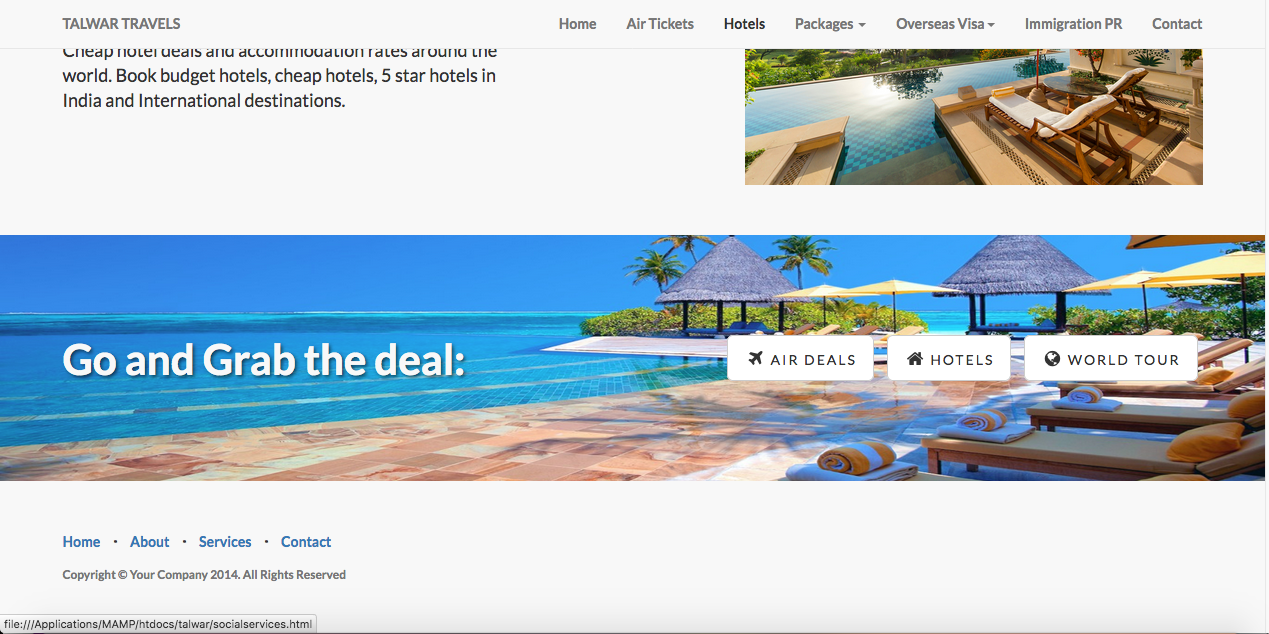 TALWAR TRAVELS Home Air Tickets Hotels Packages Overseas Visa Immigration PR Contact
Cheap hotel deals and accommodation rates around the
world. Book budget hotels, cheap hotels, 5 star hotels in
India and International destinations.
Go and Grab the deal: AIR DEALS HOTELS WORLD TOUR
Home · About · Services · Contact
Copyright © Your Company 2014. All Rights Reserved
file:///Applications/MAMP/htdocs/talwar/socialservices.html